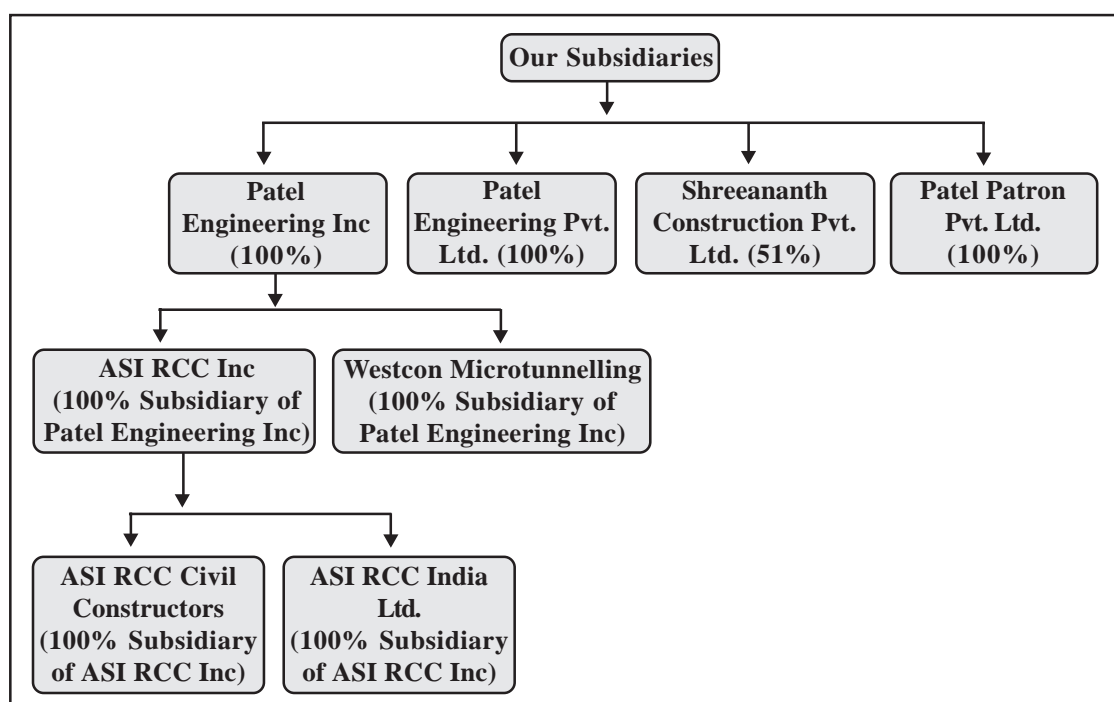 Our Subsidiaries
Patel
Engineering Inc
(100%)
Patel
Engineering Pvt.
Ltd. (100%)
Shreeananth
Construction Pvt.
Ltd. (51%)
Patel Patron
Pvt. Ltd.
(100%)
ASI RCC Inc
(100% Subsidiary of
Patel Engineering Inc)
Westcon Microtunnelling
(100% Subsidiary of
Patel Engineering Inc)
ASI RCC Civil
Constructors
(100% Subsidiary
of ASI RCC Inc)
ASI RCC India
Ltd.
(100% Subsidiary
of ASI RCC Inc)